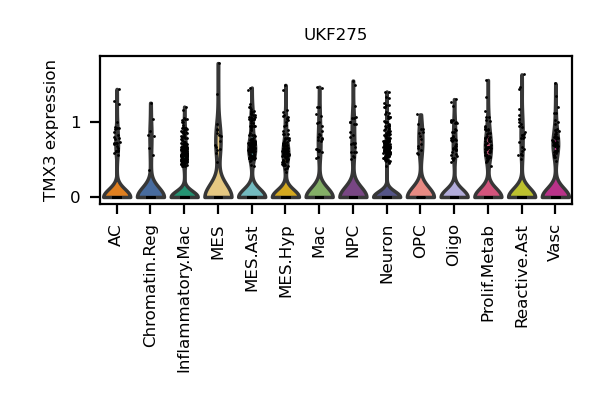 UKF275
TMX3 expression
1
0
AC
Chromatin.Reg
Inflammatory.Mac
MES
MES.Ast
MES.Hyp
Mac
NPC
Neuron
OPC
Oligo
Prolif.Metab
Reactive.Ast
Vasc